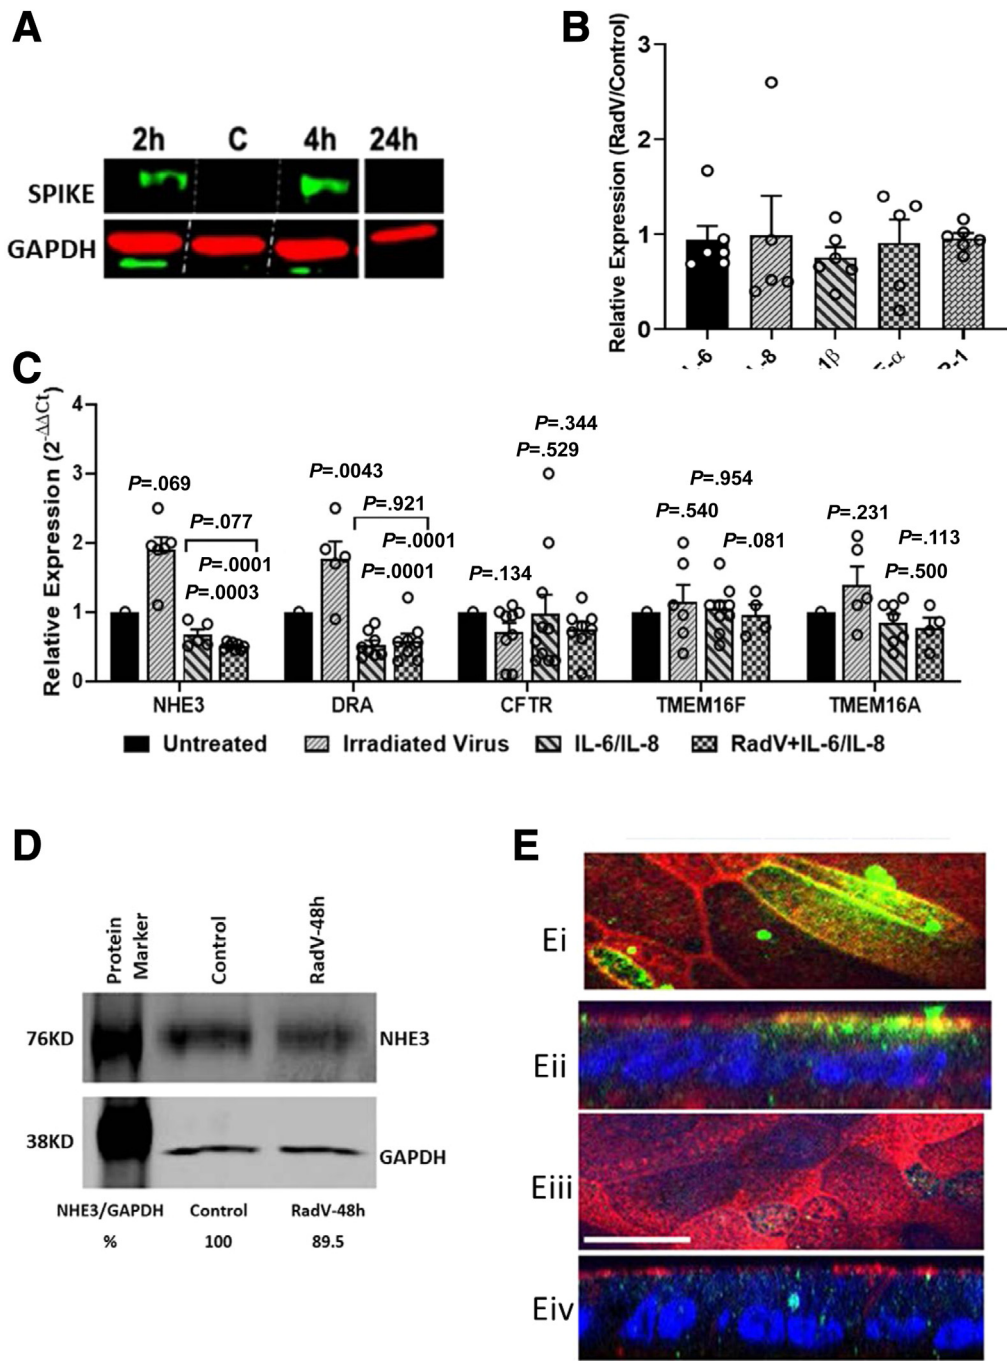 A
2h C 4h 24h
SPIKE
GAPDH
B
Relative Expression (RadV/Control)
3
2
1
0
-6
-8
1β
-α
-1
C
Relative Expression (2^-ΔΔCt)
4
3
2
1
0
P=.069
P=.077
P=.0001
P=.0003
P=.0043
P=.921
P=.0001
P=.0001
P=.344
P=.529
P=.134
P=.954
P=.540
P=.081
P=.231
P=.113
P=.500
NHE3 DRA CFTR TMEM16F TMEM16A
Untreated Irradiated Virus IL-6/IL-8 RadV+IL-6/IL-8
D
Protein Marker
Control
RadV-48h
76KD
NHE3
38KD
GAPDH
NHE3/GAPDH Control RadV-48h
% 100 89.5
E
Ei
Eii
Eiii
Eiv